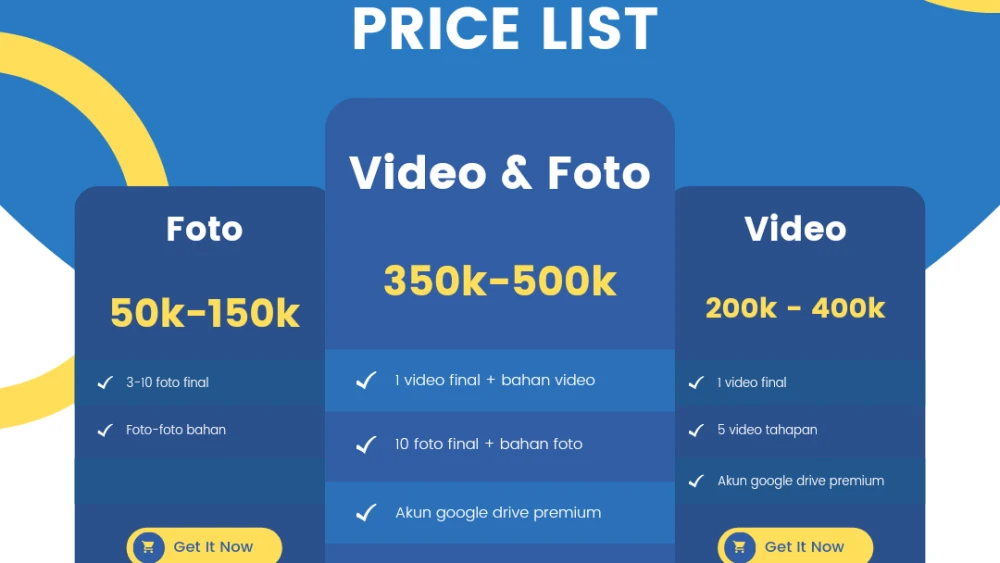 PRICE LIST
Foto
50k-150k
3-10 foto final
Foto-foto bahan
Get It Now
Video & Foto
350k-500k
1 video final + bahan video
10 foto final + bahan foto
Akun google drive premium
Video
200k - 400k
1 video final
5 video tahapan
Akun google drive premium
Get It Now